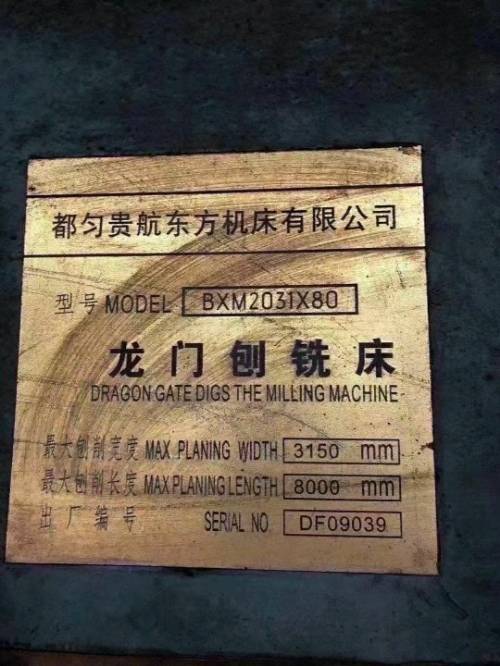 都匀贵航东方机床有限公司
型号 MODEL BXM2031X80
龙门刨铣床
DRAGON GATE DIGS THE MILLING MACHINE
最大刨削宽度 MAX PLANING WIDTH 3150 mm
最大刨削长度 MAX PLANING LENGTH 8000 mm
出厂编号 SERIAL NO DF09039